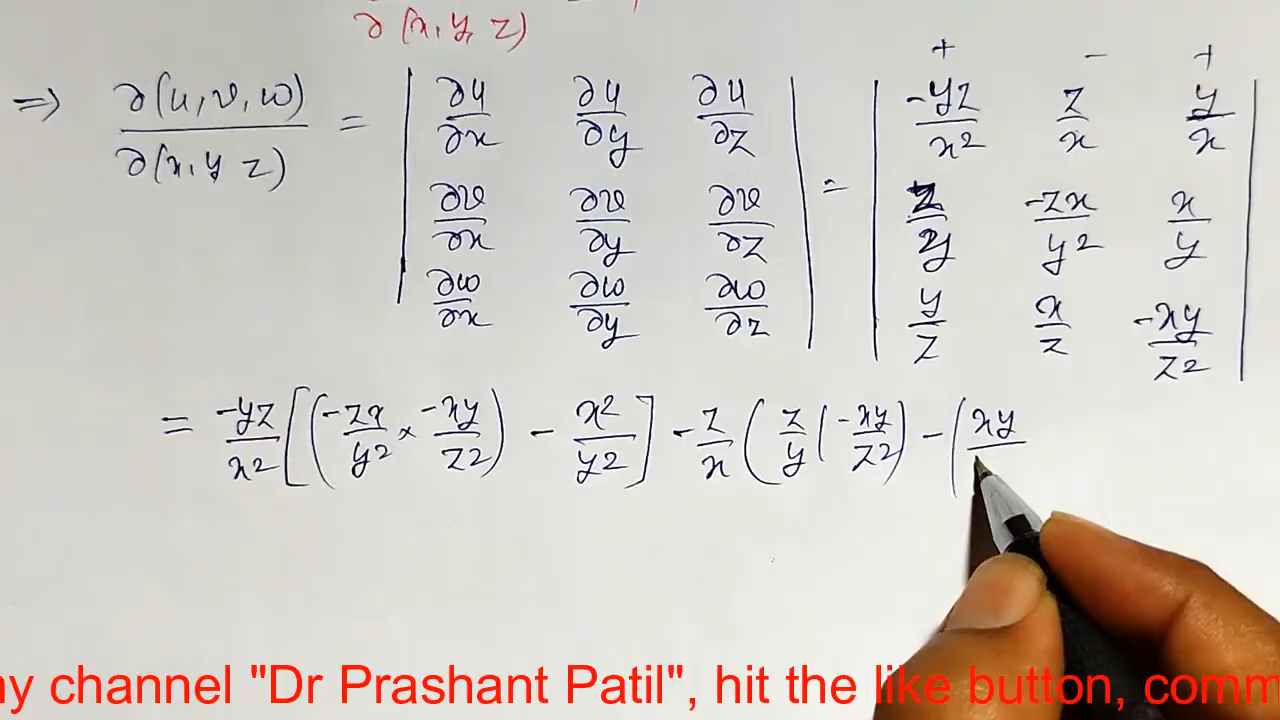 ∂(x, y, z)
+ - +
⇒ ∂(u, v, w)/∂(x, y, z) = | ∂u/∂x ∂u/∂y ∂u/∂z | = | -yz/x² z/x y/x |
| ∂v/∂x ∂v/∂y ∂v/∂z | | z/y -zx/y² x/y |
| ∂w/∂x ∂w/∂y ∂w/∂z | | y/z x/z -xy/z² |
= -yz/x² [(-zx/y² × -xy/z²) - x²/y²] - z/x (z/y (-xy/z²) - (xy/
ny channel "Dr Prashant Patil", hit the like button, comm